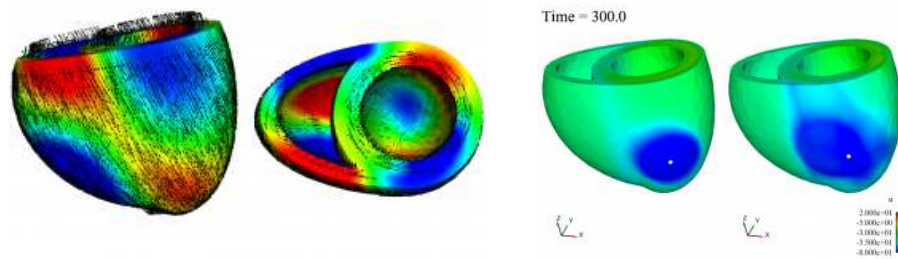 Time = 300.0
Z Y X
Z Y X
u
2.000e+01
-5.000e+00
-3.000e+01
-5.500e+01
-8.000e+01